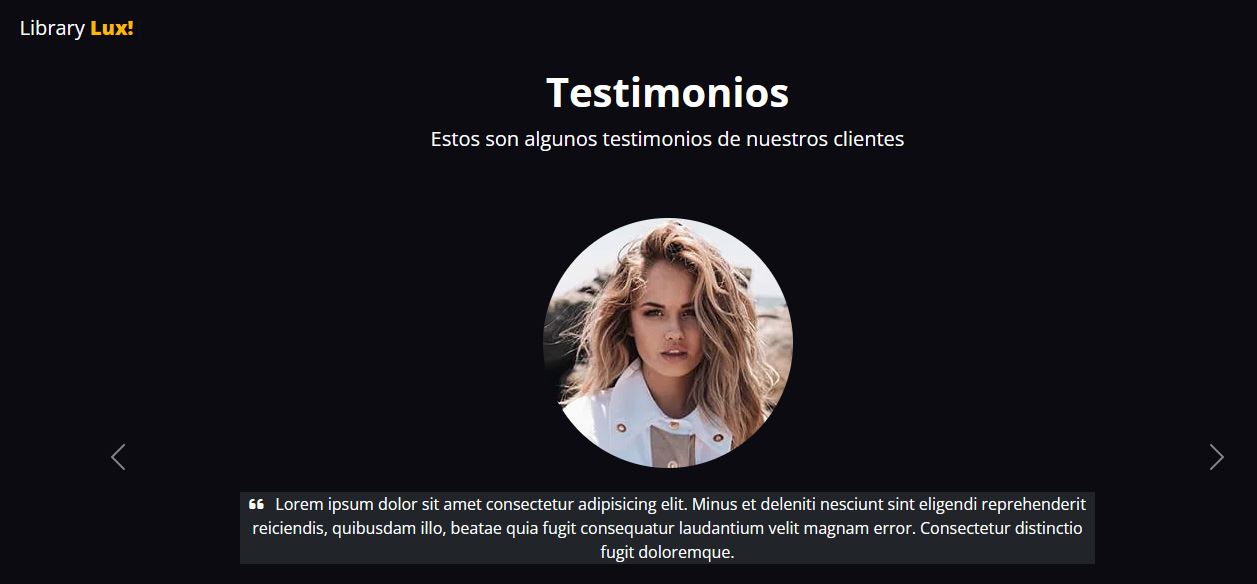 Library Lux!
Testimonios
Estos son algunos testimonios de nuestros clientes
“ Lorem ipsum dolor sit amet consectetur adipisicing elit. Minus et deleniti nesciunt sint eligendi reprehenderit
reiciendis, quibusdam illo, beatae quia fugit consequatur laudantium velit magnam error. Consectetur distinctio
fugit doloremque.